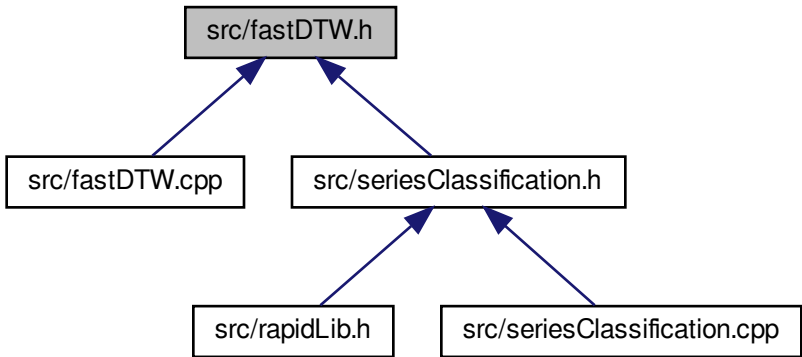 src/fastDTW.h
src/fastDTW.cpp
src/seriesClassification.h
src/rapidLib.h
src/seriesClassification.cpp